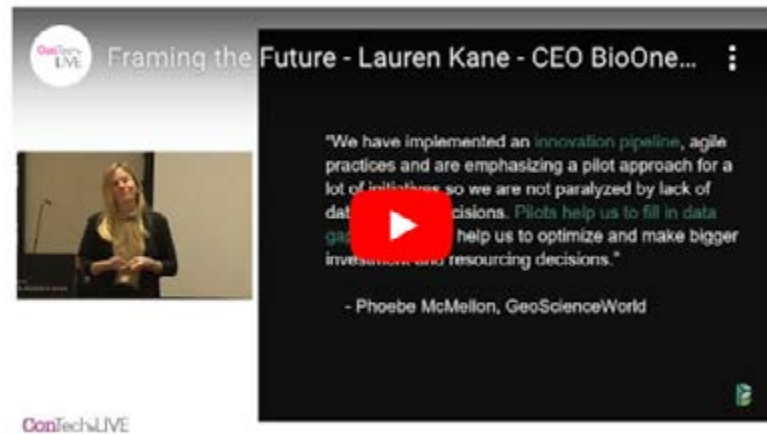 ConTech LIVE
Framing the Future - Lauren Kane - CEO BioOne...
"We have implemented an innovation pipeline, agile
practices and are emphasizing a pilot approach for a
lot of initiatives so we are not paralyzed by lack of
decisions. Pilots help us to fill in data
help us to optimize and make bigger
investment and resourcing decisions."
- Phoebe McMellon, GeoScienceWorld
ConTech LIVE